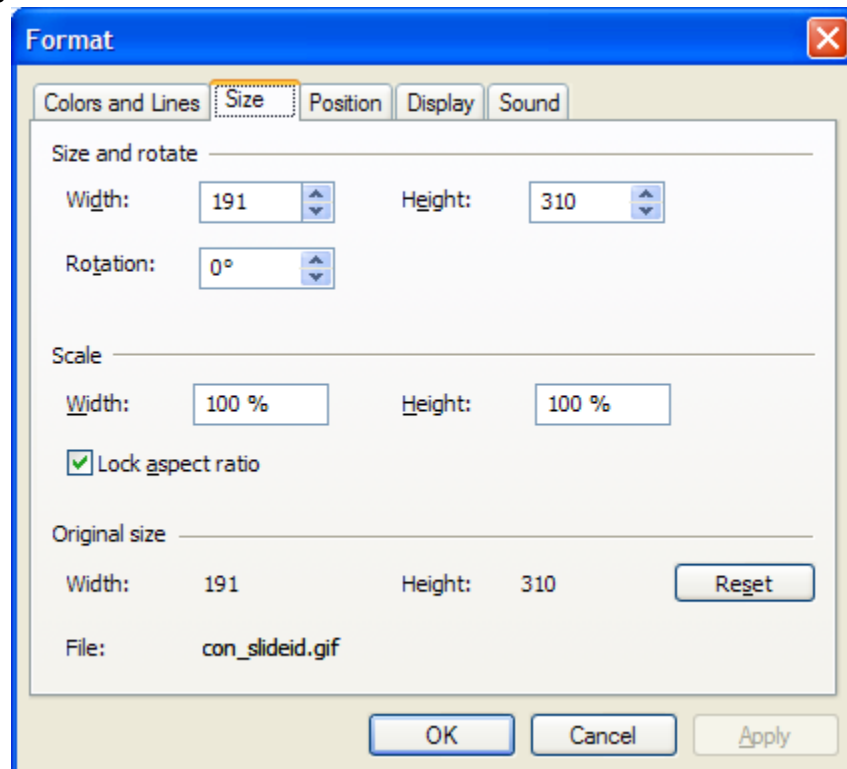 Format
Colors and Lines Size Position Display Sound
Size and rotate
Width: 191 Height: 310
Rotation: 0°
Scale
Width: 100 % Height: 100 %
Lock aspect ratio
Original size
Width: 191 Height: 310 Reset
File: con_slideid.gif
OK Cancel Apply